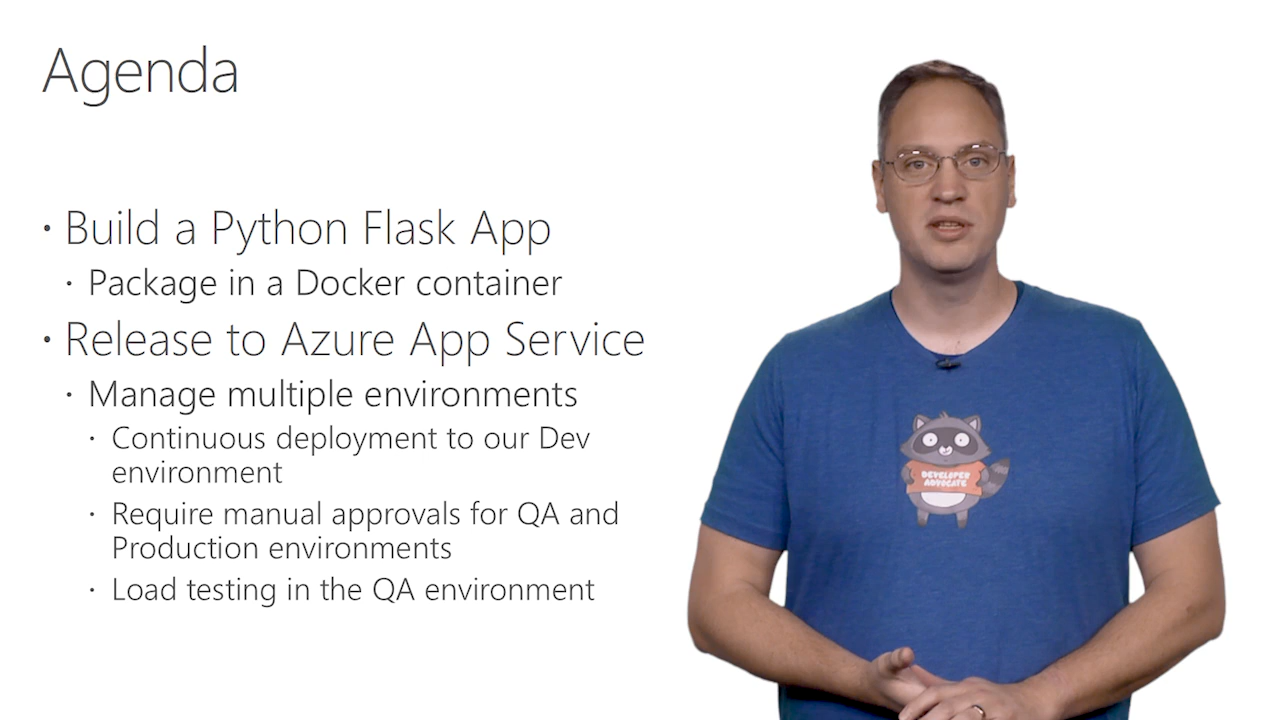 Agenda
• Build a Python Flask App
• Package in a Docker container
• Release to Azure App Service
• Manage multiple environments
• Continuous deployment to our Dev
environment
• Require manual approvals for QA and
Production environments
• Load testing in the QA environment
DEVELOPER
ADVOCATE